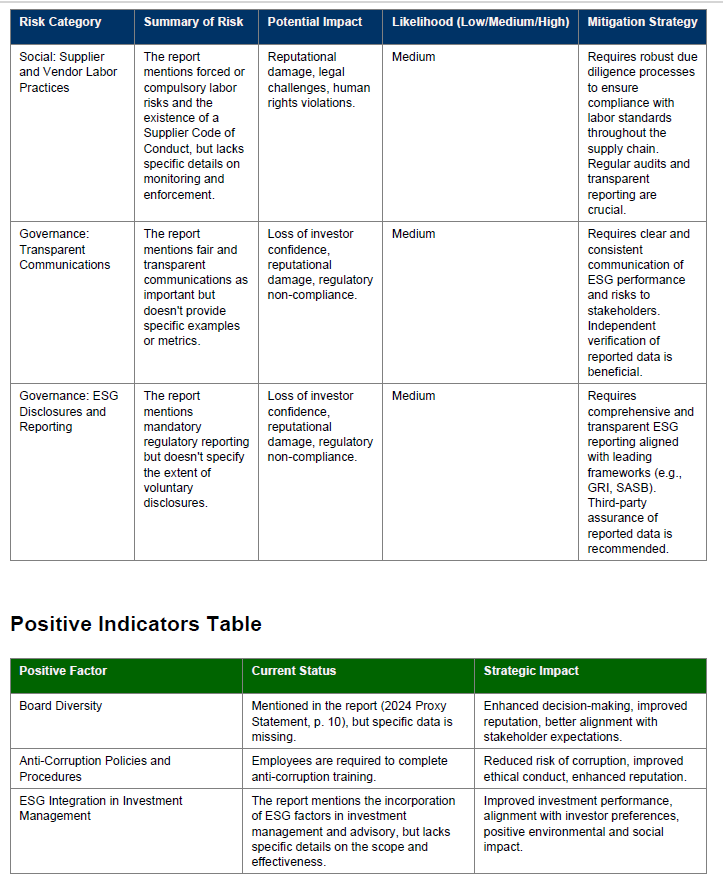 Risk Category
Summary of Risk
Potential Impact
Likelihood (Low/Medium/High)
Mitigation Strategy
Social: Supplier
and Vendor Labor
Practices
The report
mentions forced or
compulsory labor
risks and the
existence of a
Supplier Code of
Conduct, but lacks
specific details on
monitoring and
enforcement.
Reputational
damage, legal
challenges, human
rights violations.
Medium
Requires robust due
diligence processes
to ensure
compliance with
labor standards
throughout the
supply chain.
Regular audits and
transparent
reporting are
crucial.
Governance:
Transparent
Communications
The report
mentions fair and
transparent
communications as
important but
doesn't provide
specific examples
or metrics.
Loss of investor
confidence,
reputational
damage, regulatory
non-compliance.
Medium
Requires clear and
consistent
communication of
ESG performance
and risks to
stakeholders.
Independent
verification of
reported data is
beneficial.
Governance: ESG
Disclosures and
Reporting
The report
mentions
mandatory
regulatory reporting
but doesn't specify
the extent of
voluntary
disclosures.
Loss of investor
confidence,
reputational
damage, regulatory
non-compliance.
Medium
Requires
comprehensive and
transparent ESG
reporting aligned
with leading
frameworks (e.g.,
GRI, SASB).
Third-party
assurance of
reported data is
recommended.
Positive Indicators Table
Positive Factor
Current Status
Strategic Impact
Board Diversity
Mentioned in the report (2024 Proxy
Statement, p. 10), but specific data is
missing.
Enhanced decision-making, improved
reputation, better alignment with
stakeholder expectations.
Anti-Corruption Policies and
Procedures
Employees are required to complete
anti-corruption training.
Reduced risk of corruption, improved
ethical conduct, enhanced reputation.
ESG Integration in Investment
Management
The report mentions the incorporation
of ESG factors in investment
management and advisory, but lacks
specific details on the scope and
effectiveness.
Improved investment performance,
alignment with investor preferences,
positive environmental and social
impact.